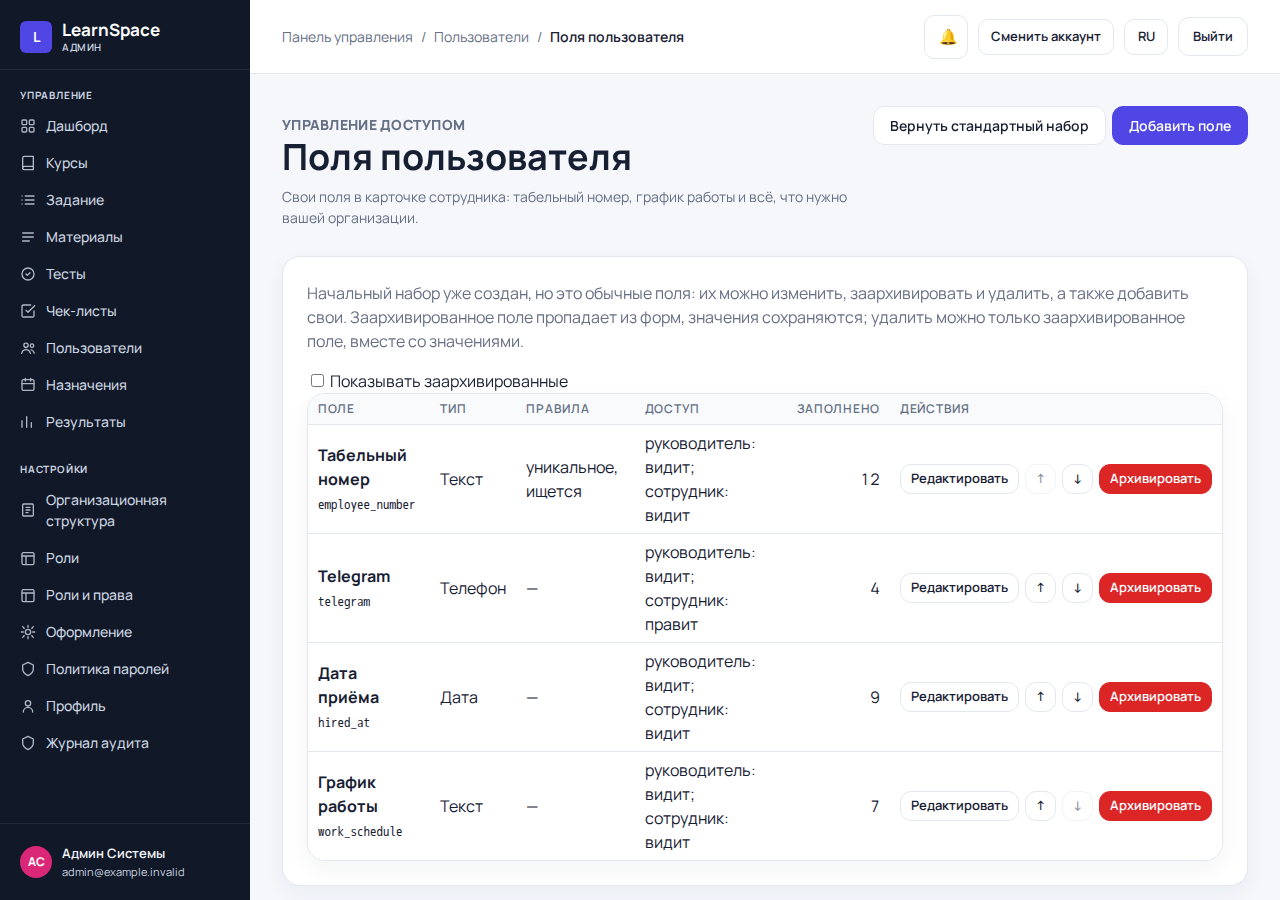 L
LearnSpace
АДМИН
УПРАВЛЕНИЕ
Дашборд
Курсы
Задание
Материалы
Тесты
Чек-листы
Пользователи
Назначения
Результаты
НАСТРОЙКИ
Организационная
структура
Роли
Роли и права
Оформление
Политика паролей
Профиль
Журнал аудита
АС
Админ Системы
admin@example.invalid
Панель управления / Пользователи / Поля пользователя
Сменить аккаунт
RU
Выйти
УПРАВЛЕНИЕ ДОСТУПОМ
Поля пользователя
Свои поля в карточке сотрудника: табельный номер, график работы и всё, что нужно
вашей организации.
Вернуть стандартный набор
Добавить поле
Начальный набор уже создан, но это обычные поля: их можно изменить, заархивировать и удалить, а также добавить
свои. Заархивированное поле пропадает из форм, значения сохраняются; удалить можно только заархивированное
поле, вместе со значениями.
Показывать заархивированные
ПОЛЕ ТИП ПРАВИЛА ДОСТУП ЗАПОЛНЕНО ДЕЙСТВИЯ
Табельный
номер
employee_number
Текст
уникальное,
ищется
руководитель:
видит;
сотрудник:
видит
12
Редактировать ↑ ↓ Архивировать
Telegram
telegram
Телефон
—
руководитель:
видит;
сотрудник:
правит
4
Редактировать ↑ ↓ Архивировать
Дата
приёма
hired_at
Дата
—
руководитель:
видит;
сотрудник:
видит
9
Редактировать ↑ ↓ Архивировать
График
работы
work_schedule
Текст
—
руководитель:
видит;
сотрудник:
видит
7
Редактировать ↑ ↓ Архивировать